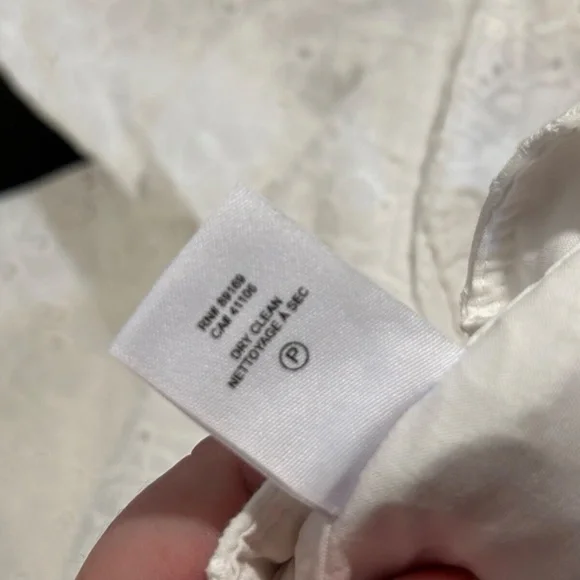 RN# 89169
CA# 41106
DRY CLEAN
NETTOYAGE À SEC
P